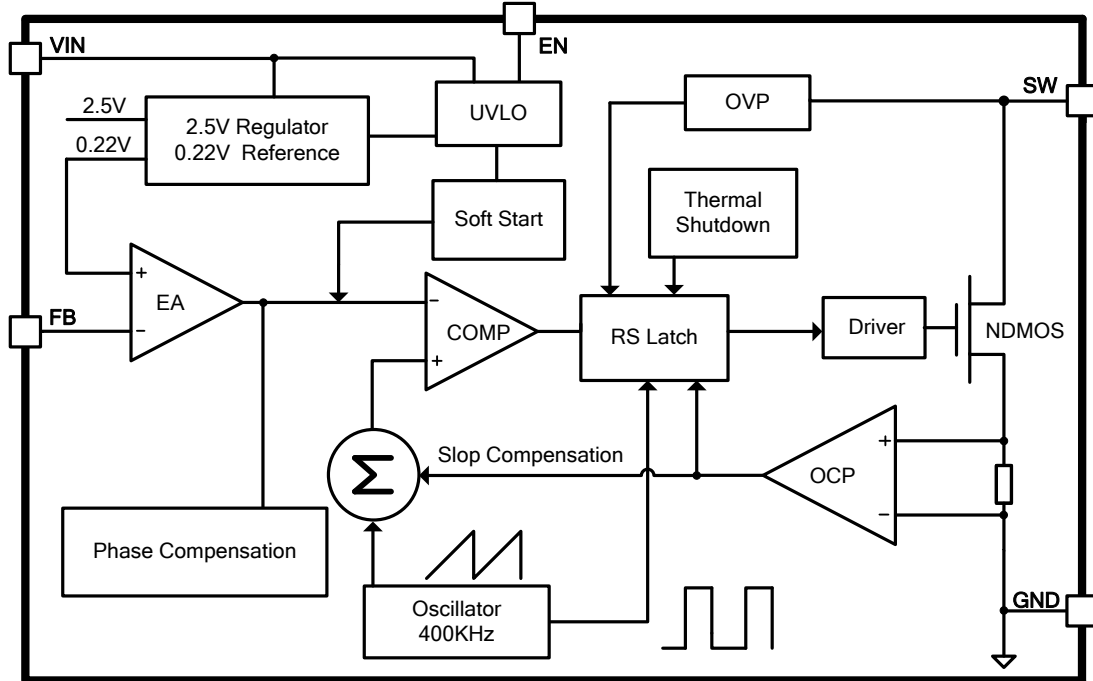 VIN
EN
SW
2.5V
0.22V
2.5V Regulator
0.22V Reference
UVLO
OVP
Soft Start
Thermal
Shutdown
FB
+
−
EA
−
+
COMP
RS Latch
Driver
NDMOS
Σ
Slop Compensation
+
−
OCP
Phase Compensation
Oscillator
400KHz
GND